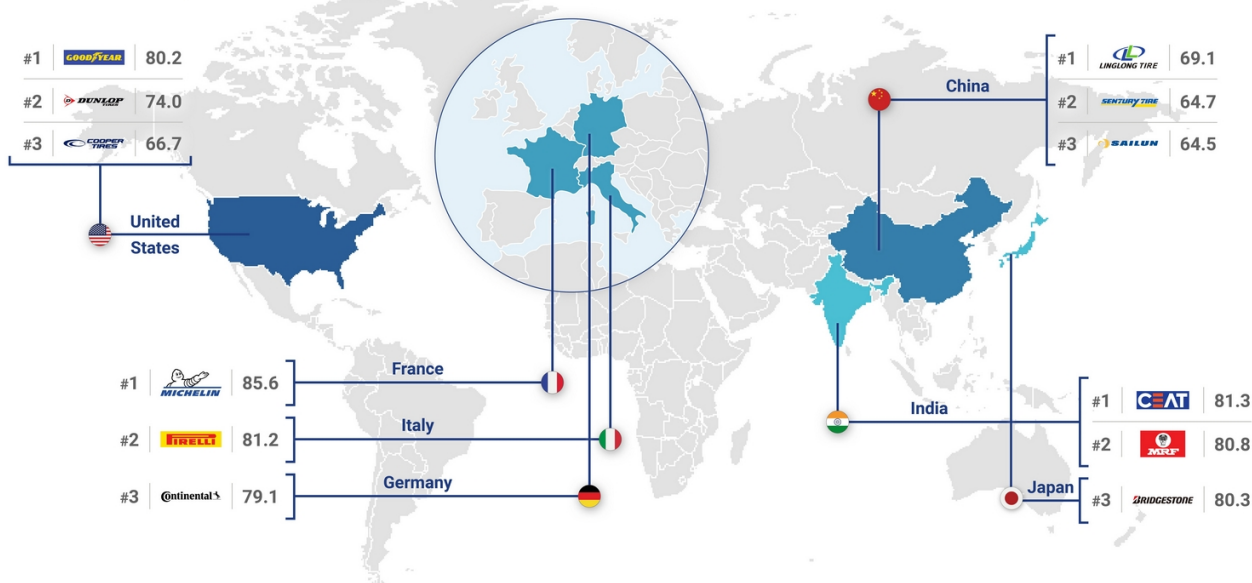 #1 GOODYEAR 80.2
#2 DUNLOP TIRES 74.0
#3 COOPER TIRES 66.7
United
States
#1 LINGLONG TIRE 69.1
#2 SENTURY TIRE 64.7
#3 SAILUN 64.5
China
#1 MICHELIN 85.6
France
#2 PIRELLI 81.2
Italy
#3 Continental 79.1
Germany
India
#1 CEAT 81.3
#2 MRF 80.8
Japan
#3 BRIDGESTONE 80.3